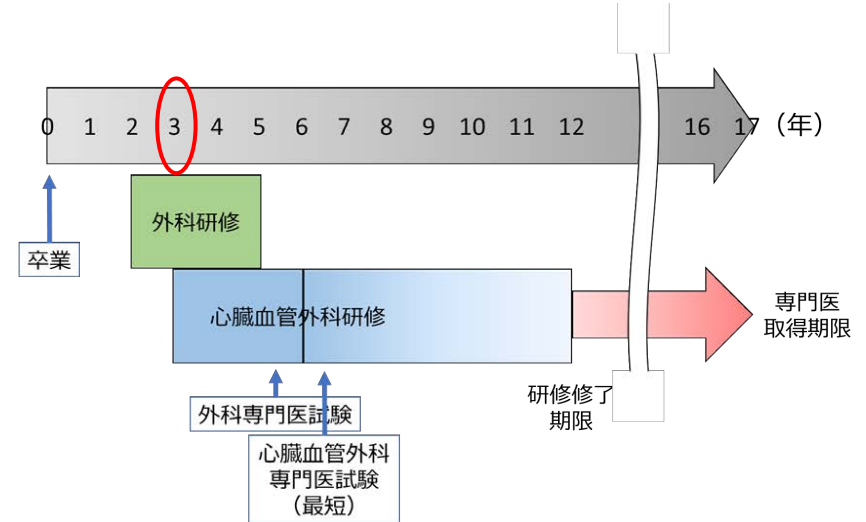 0 1 2 3 4 5 6 7 8 9 10 11 12 16 17 （年）
外科研修
卒業
心臓血管外科研修
専門医
取得期限
研修修了
期限
外科専門医試験
心臓血管外科
専門医試験
（最短）